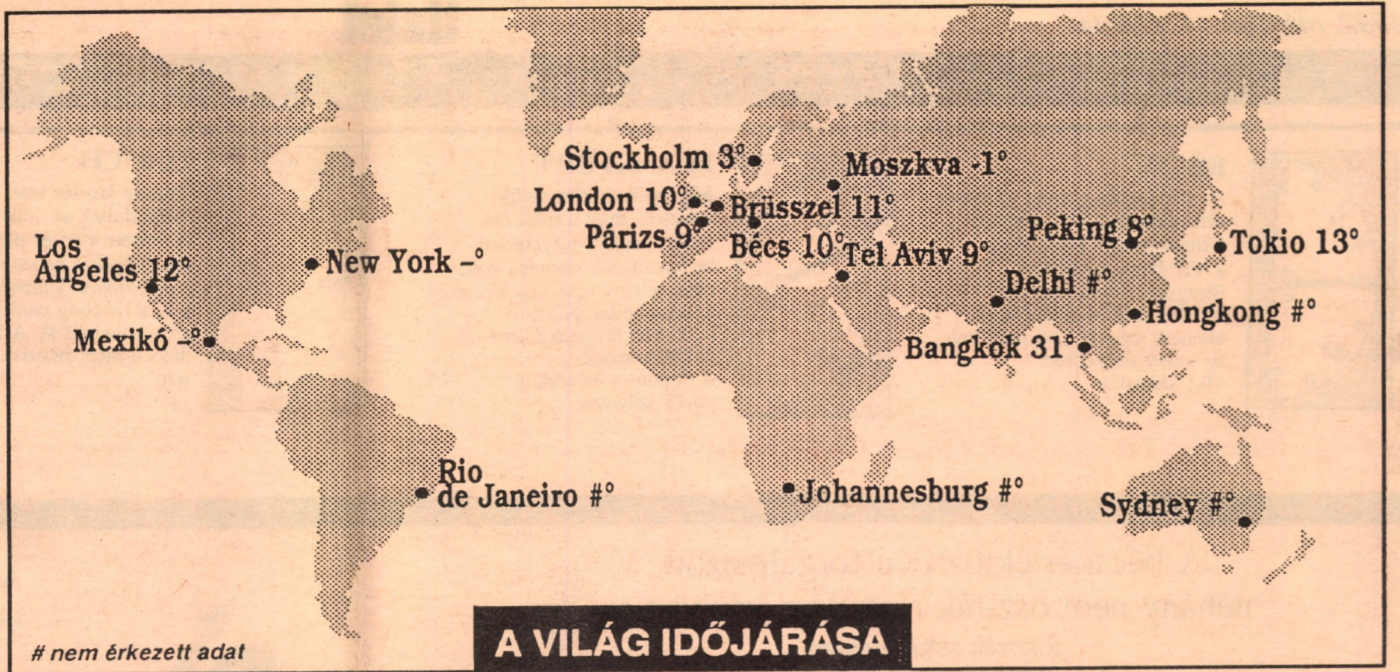 Stockholm 3°
Moszkva -1°
London 10°
Brüsszel 11°
Párizs 9°
Bécs 10°
Tel Aviv 9°
Peking 8°
Tokio 13°
Los
Angeles 12°
New York –°
Delhi #°
Hongkong #°
Mexikó –°
Bangkok 31°
Rio
de Janeiro #°
Johannesburg #°
Sydney #°
# nem érkezett adat
A VILÁG IDŐJÁRÁSA